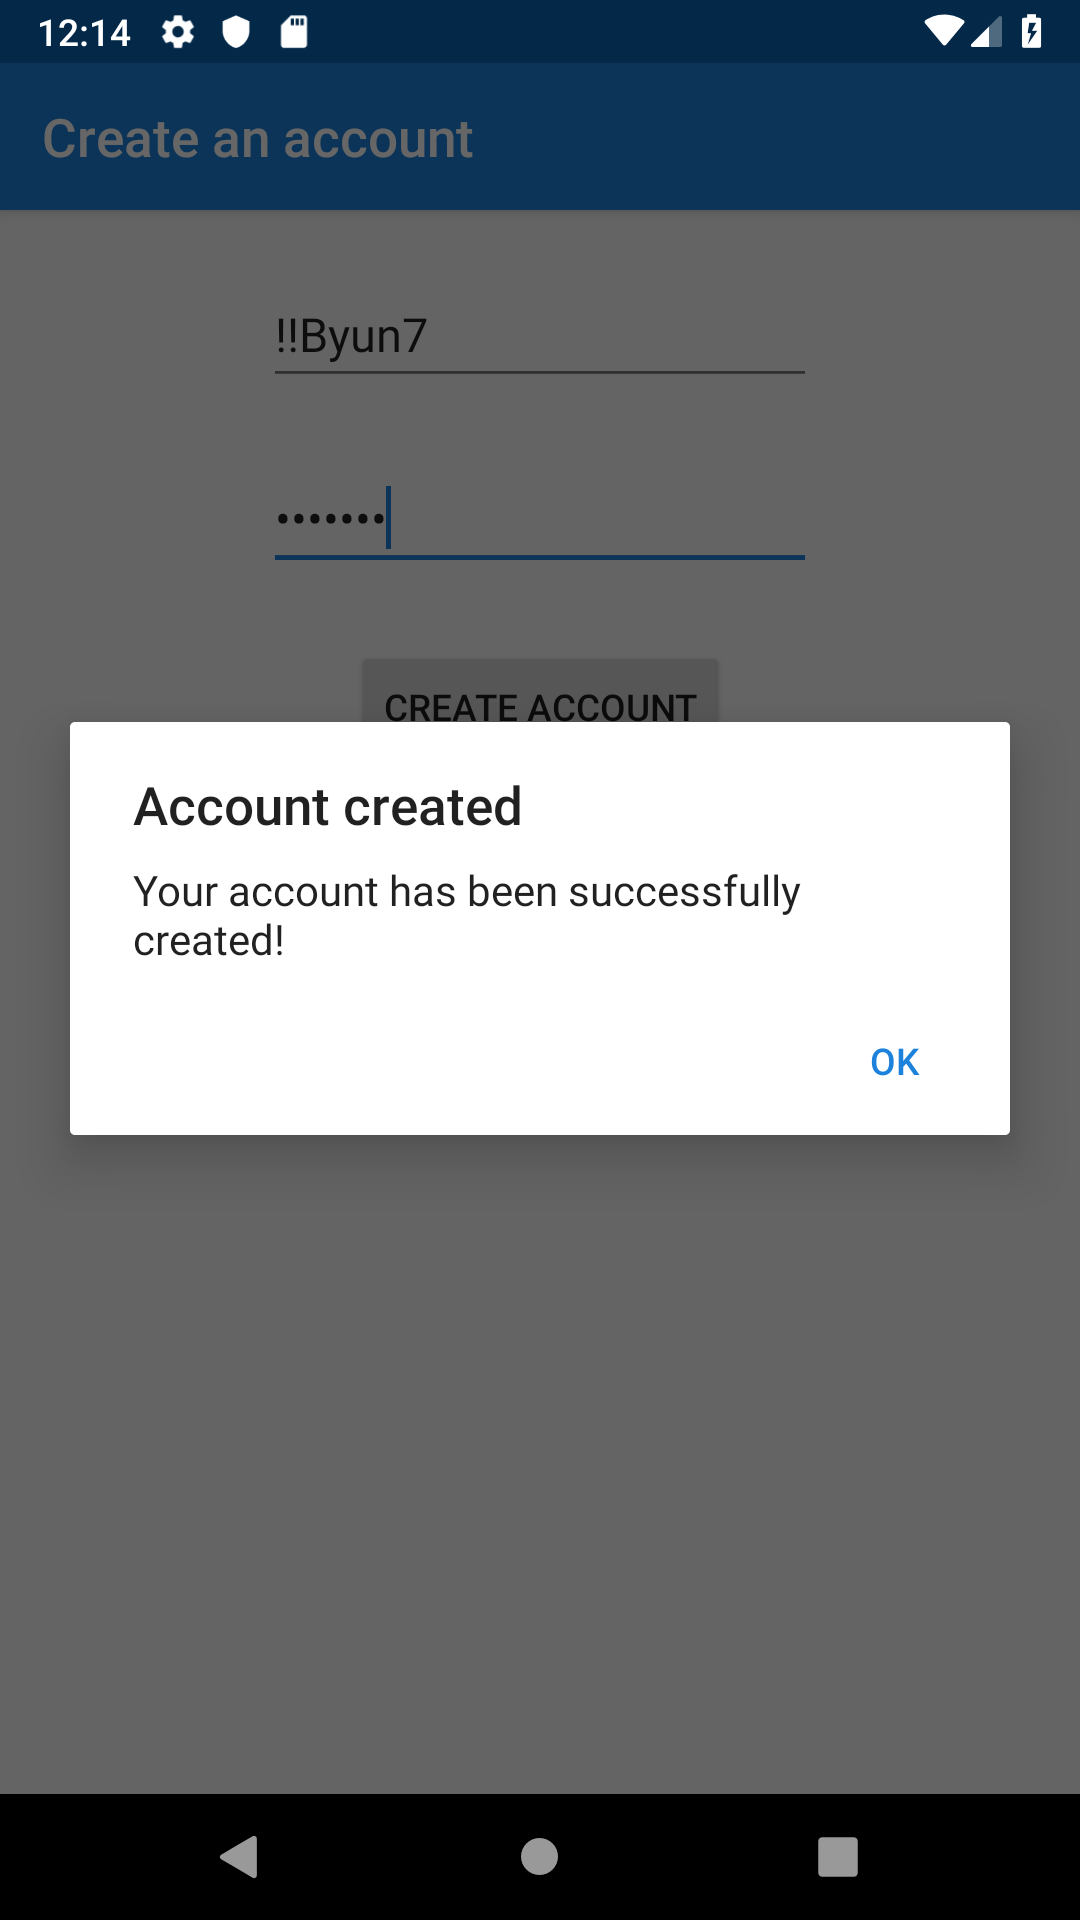 12:14
Create an account
!!Byun7
•••••••
CREATE ACCOUNT
Account created
Your account has been successfully
created!
OK